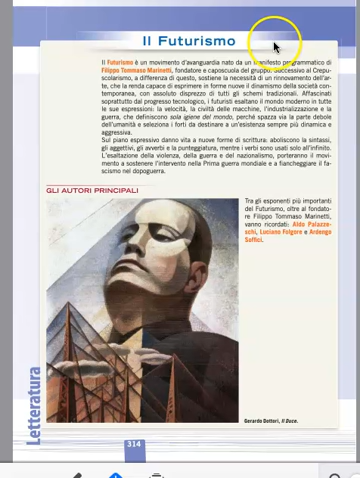 Il Futurismo
Il Futurismo è un movimento d'avanguardia nato da un manifesto programmatico di
Filippo Tommaso Marinetti, fondatore e caposcuola del gruppo. Successivo al Crepu-
scolarismo, a differenza di questo, sostiene la necessità di un rinnovamento dell'ar-
te, che la renda capace di esprimere in forme nuove il dinamismo della società con-
temporanea, con assoluto disprezzo di tutti gli schemi tradizionali. Affascinati
soprattutto dal progresso tecnologico, i futuristi esaltano il mondo moderno in tutte
le sue espressioni: la velocità, la civiltà delle macchine, l'industrializzazione e la
guerra, che definiscono sola igiene del mondo, perché spazza via la parte debole
dell'umanità e seleziona i forti da destinare a un'esistenza sempre più dinamica e
aggressiva.
Sul piano espressivo danno vita a nuove forme di scrittura: aboliscono la sintassi,
gli aggettivi, gli avverbi e la punteggiatura, mentre i verbi sono usati solo all'infinito.
L'esaltazione della violenza, della guerra e del nazionalismo, porteranno il movi-
mento a sostenere l'intervento nella Prima guerra mondiale e a fiancheggiare il fa-
scismo nel dopoguerra.
GLI AUTORI PRINCIPALI
Tra gli esponenti più importanti
del Futurismo, oltre al fondato-
re Filippo Tommaso Marinetti,
vanno ricordati: Aldo Palazze-
schi, Luciano Folgore e Ardengo
Soffici.
Gerardo Dottori, Il Duce.
Letteratura
314